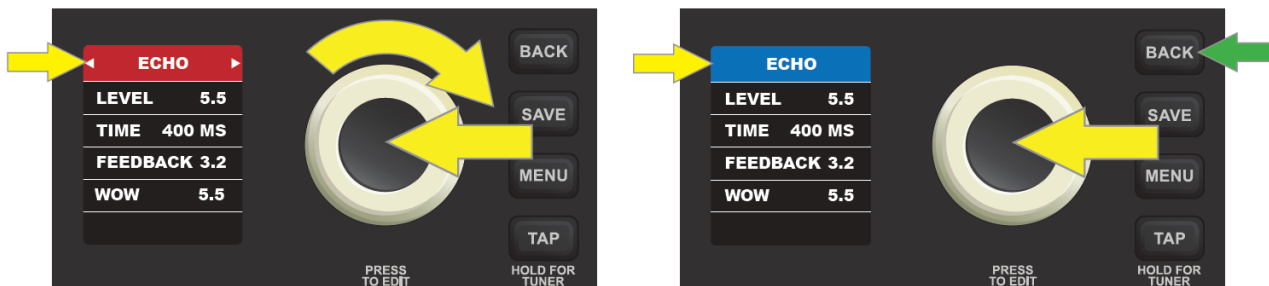 ECHO
LEVEL 5.5
TIME 400 MS
FEEDBACK 3.2
WOW 5.5
BACK
SAVE
MENU
TAP
PRESS
TO EDIT
HOLD FOR
TUNER
ECHO
LEVEL 5.5
TIME 400 MS
FEEDBACK 3.2
WOW 5.5
BACK
SAVE
MENU
TAP
PRESS
TO EDIT
HOLD FOR
TUNER